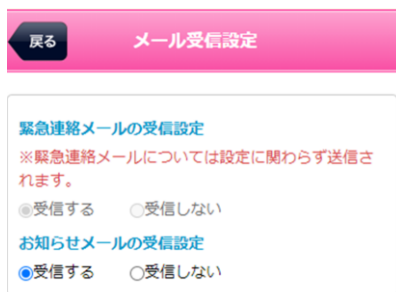 戻る
メール受信設定
緊急連絡メールの受信設定
※緊急連絡メールについては設定に関わらず送信さ
れます。
受信する 受信しない
お知らせメールの受信設定
受信する 受信しない